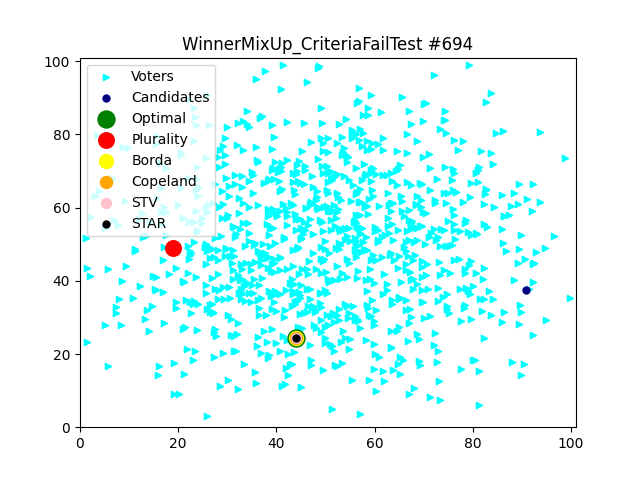 WinnerMixUp_CriteriaFailTest #694
100
80
60
40
20
0
Voters
Candidates
Optimal
Plurality
Borda
Copeland
STV
STAR
0 20 40 60 80 100